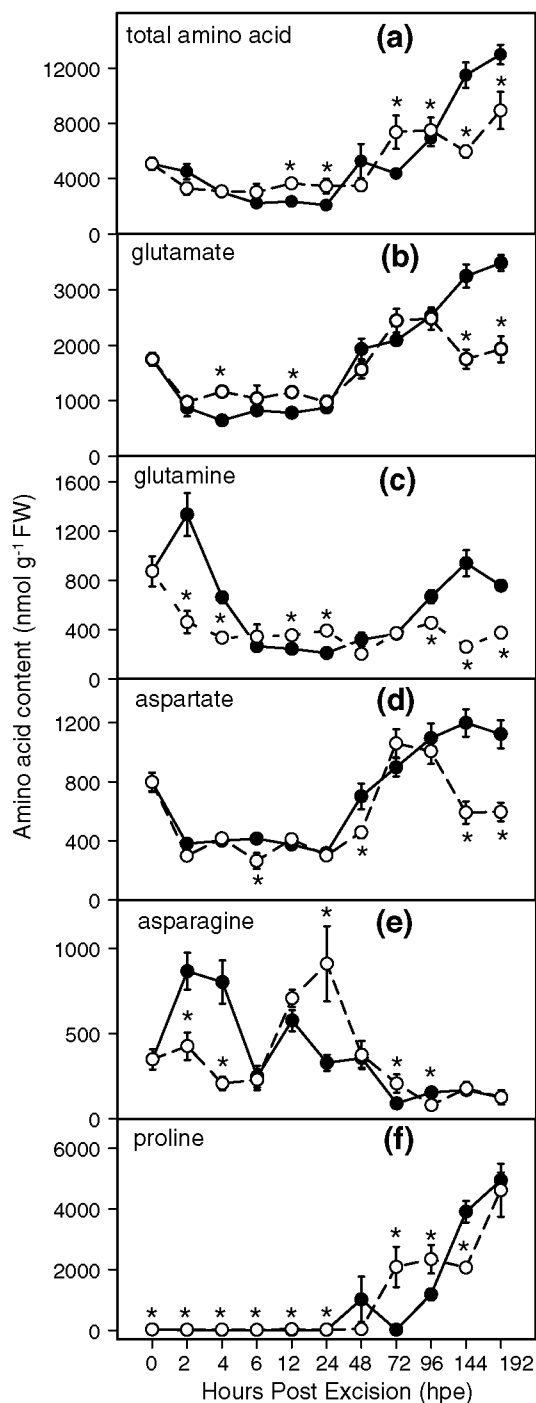 total amino acid (a)
12000
8000
4000
0
* * * * * *
glutamate (b)
3000
2000
1000
0
* * * *
glutamine (c)
1600
1200
800
400
0
* * * * * * *
aspartate (d)
1200
800
400
0
* * * *
asparagine (e)
1000
500
0
* * * * *
proline (f)
6000
4000
2000
0
* * * * * * * * *
0 2 4 6 12 24 48 72 96 144 192
Hours Post Excision (hpe)
Amino acid content (nmol g⁻¹ FW)